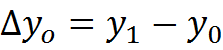 Δy₀ = y₁ − y₀